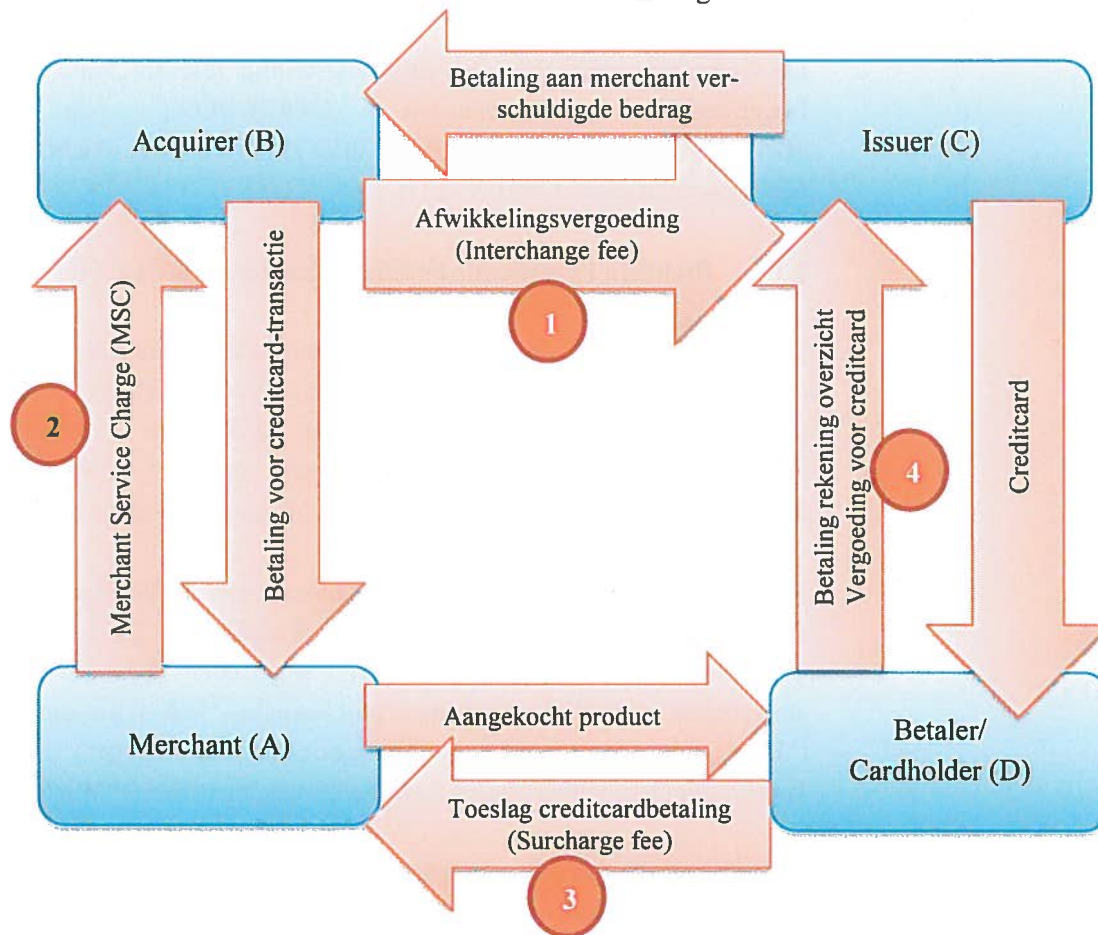 Betaling aan merchant ver-
schuldigde bedrag
Acquirer (B)
Issuer (C)
Afwikkelingsvergoeding
(Interchange fee)
1
Merchant Service Charge (MSC)
2
Betaling voor creditcard-transactie
Betaling rekening overzicht
Vergoeding voor creditcard
4
Creditcard
Merchant (A)
Aangekocht product
Betaler/
Cardholder (D)
Toeslag creditcardbetaling
(Surcharge fee)
3